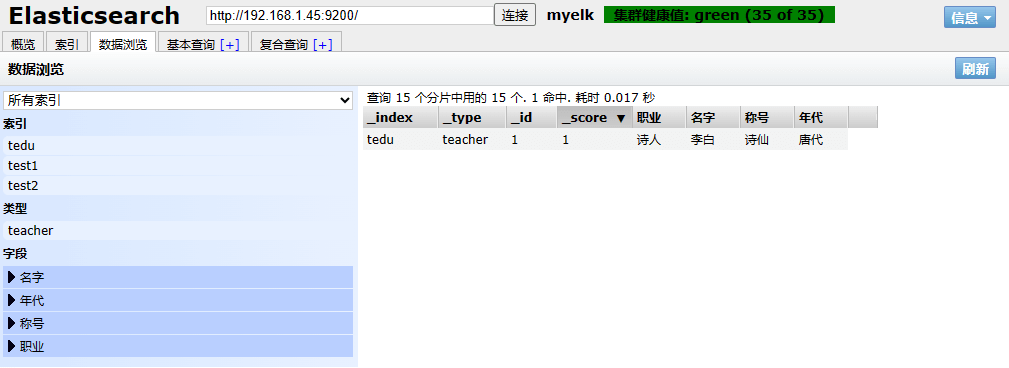 Elasticsearch http://192.168.1.45:9200/ 连接 myelk 集群健康值: green (35 of 35) 信息
概览 索引 数据浏览 基本查询 [+] 复合查询 [+]
数据浏览 刷新
所有索引
索引
tedu
test1
test2
类型
teacher
字段
名字
年代
称号
职业
查询 15 个分片中用的 15 个. 1 命中. 耗时 0.017 秒
_index _type _id _score ▼ 职业 名字 称号 年代
tedu teacher 1 1 诗人 李白 诗仙 唐代